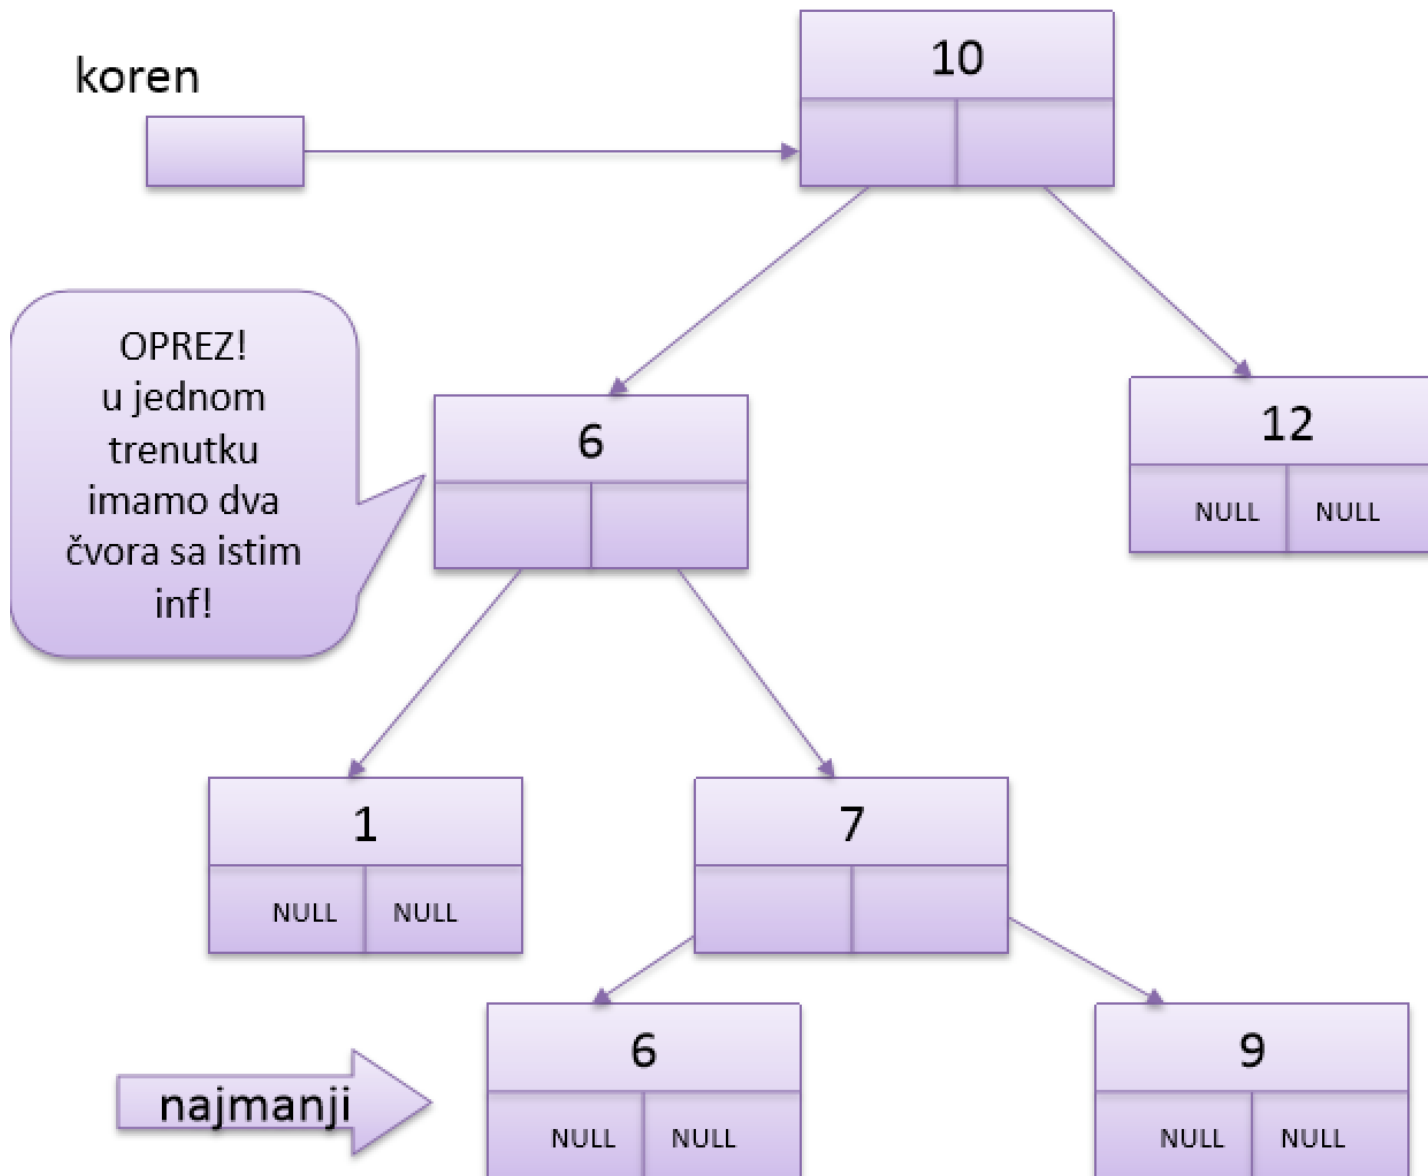 koren
10
OPREZ!
u jednom
trenutku
imamo dva
čvora sa istim
inf!
6
12
NULL NULL
1
NULL NULL
7
najmanji
6
NULL NULL
9
NULL NULL